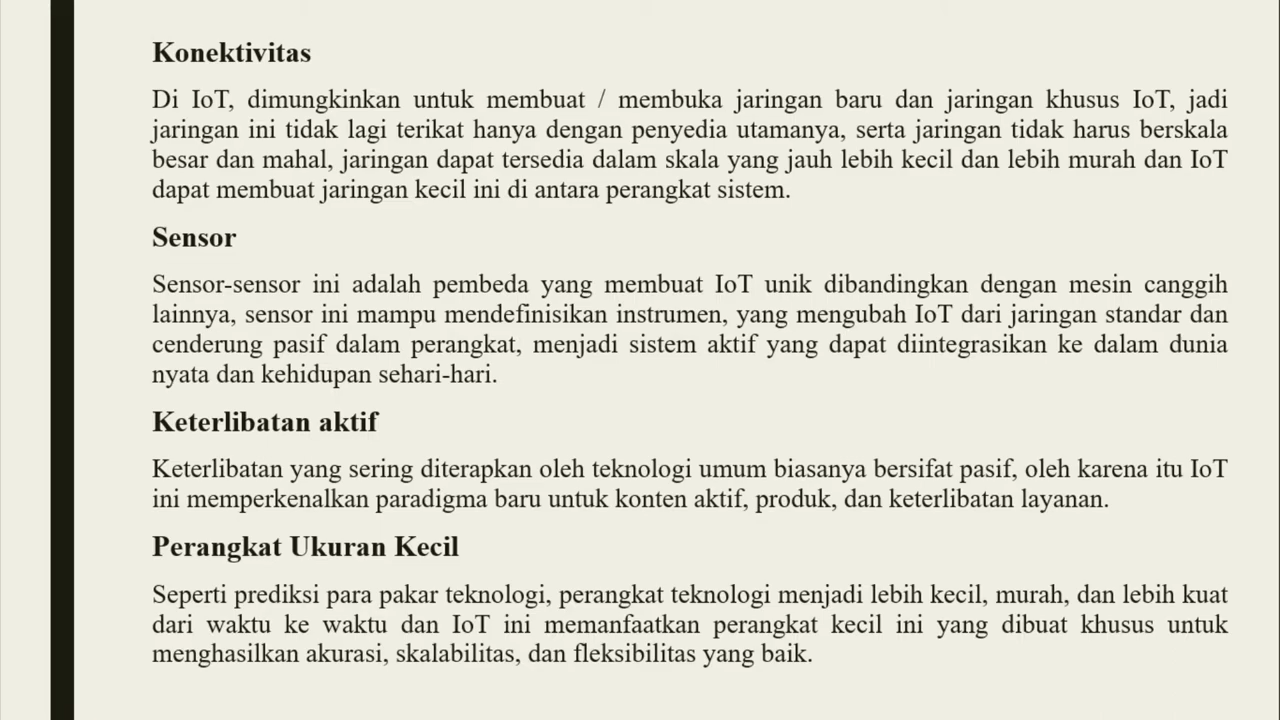 Konektivitas
Di IoT, dimungkinkan untuk membuat / membuka jaringan baru dan jaringan khusus IoT, jadi
jaringan ini tidak lagi terikat hanya dengan penyedia utamanya, serta jaringan tidak harus berskala
besar dan mahal, jaringan dapat tersedia dalam skala yang jauh lebih kecil dan lebih murah dan IoT
dapat membuat jaringan kecil ini di antara perangkat sistem.
Sensor
Sensor-sensor ini adalah pembeda yang membuat IoT unik dibandingkan dengan mesin canggih
lainnya, sensor ini mampu mendefinisikan instrumen, yang mengubah IoT dari jaringan standar dan
cenderung pasif dalam perangkat, menjadi sistem aktif yang dapat diintegrasikan ke dalam dunia
nyata dan kehidupan sehari-hari.
Keterlibatan aktif
Keterlibatan yang sering diterapkan oleh teknologi umum biasanya bersifat pasif, oleh karena itu IoT
ini memperkenalkan paradigma baru untuk konten aktif, produk, dan keterlibatan layanan.
Perangkat Ukuran Kecil
Seperti prediksi para pakar teknologi, perangkat teknologi menjadi lebih kecil, murah, dan lebih kuat
dari waktu ke waktu dan IoT ini memanfaatkan perangkat kecil ini yang dibuat khusus untuk
menghasilkan akurasi, skalabilitas, dan fleksibilitas yang baik.